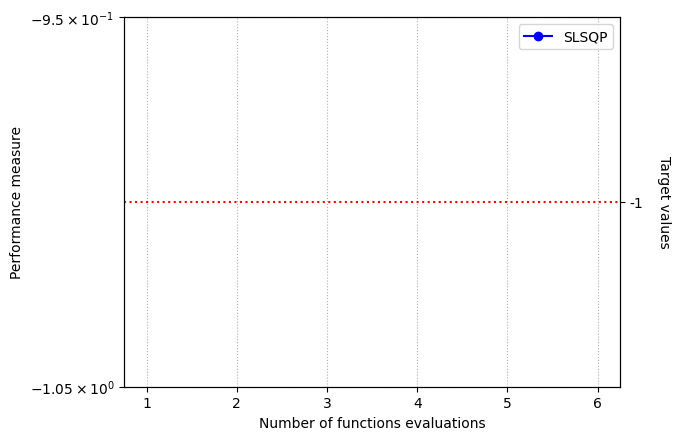 −9.5 × 10⁻¹
SLSQP
Performance measure
Target values
-1
−1.05 × 10⁰
1 2 3 4 5 6
Number of functions evaluations